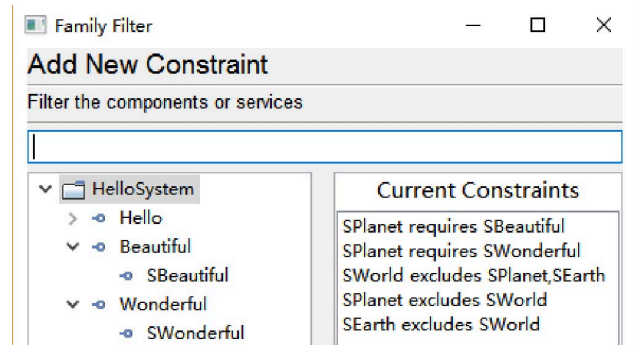 Family Filter
Add New Constraint
Filter the components or services
HelloSystem
Hello
Beautiful
SBeautiful
Wonderful
SWonderful
Current Constraints
SPlanet requires SBeautiful
SPlanet requires SWonderful
SWorld excludes SPlanet,SEarth
SPlanet excludes SWorld
SEarth excludes SWorld